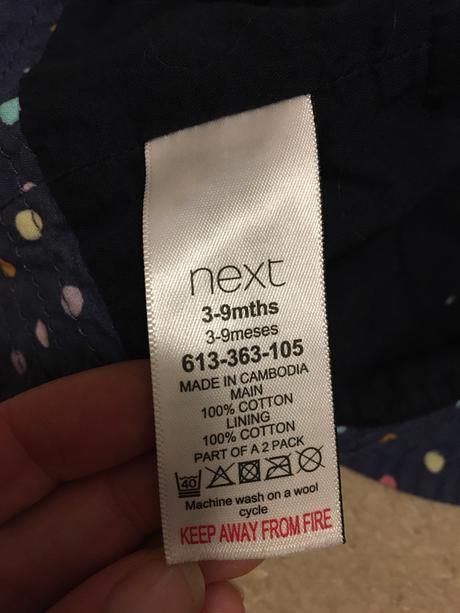 next
3-9mths
3-9meses
613-363-105
MADE IN CAMBODIA
MAIN
100% COTTON
LINING
100% COTTON
PART OF A 2 PACK
40
Machine wash on a wool
cycle
KEEP AWAY FROM FIRE